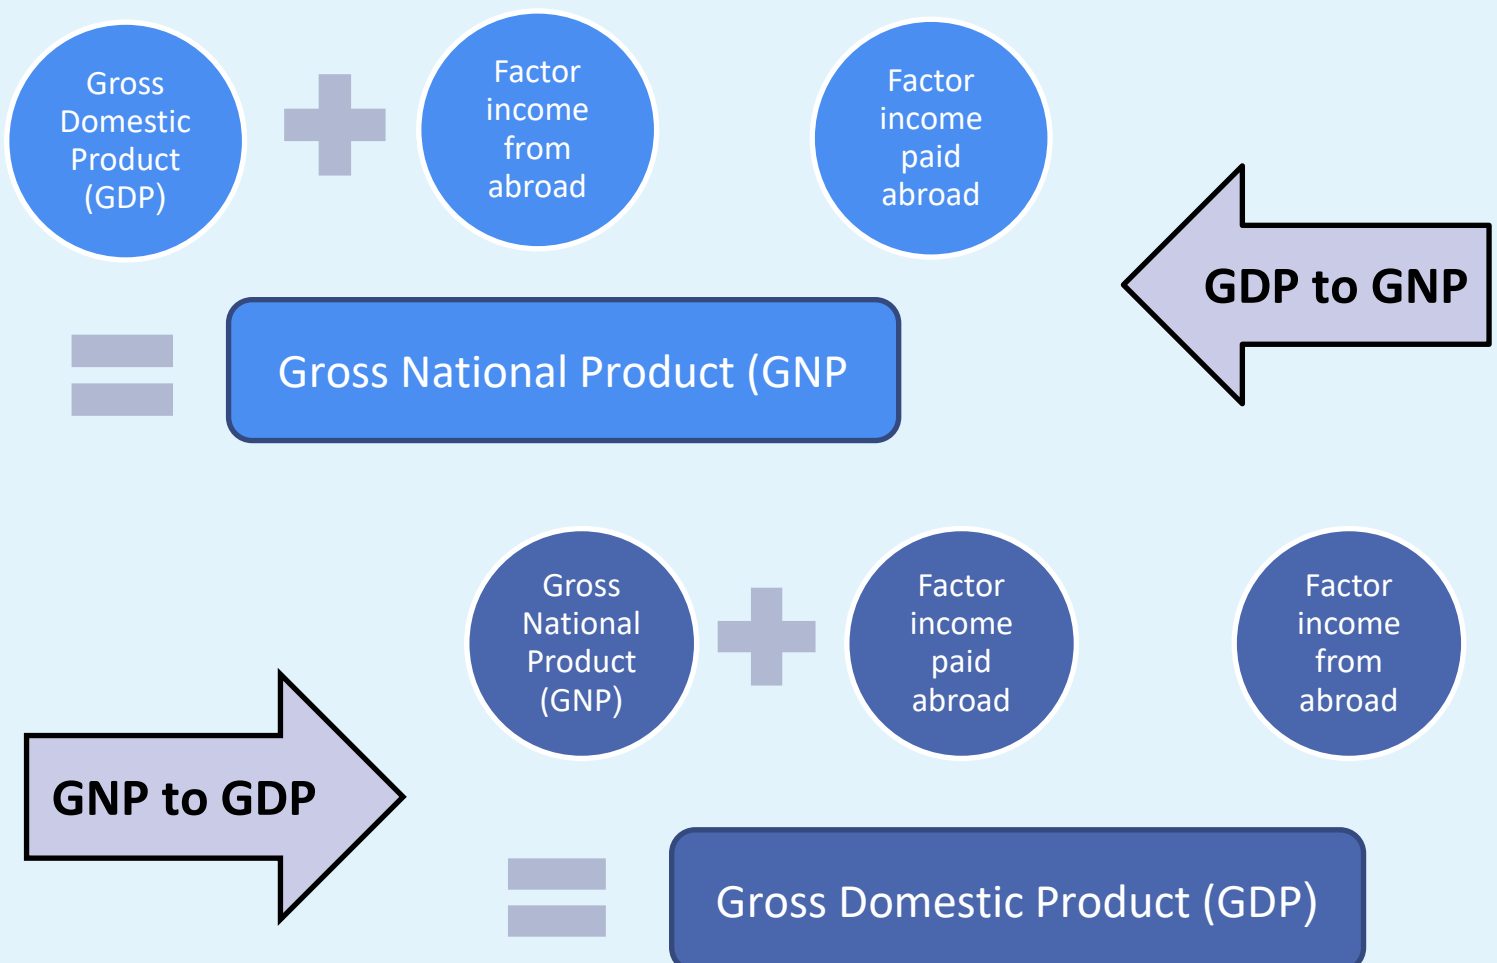 Gross
Domestic
Product
(GDP)
Factor
income
from
abroad
Factor
income
paid
abroad
GDP to GNP
Gross National Product (GNP
Gross
National
Product
(GNP)
Factor
income
paid
abroad
Factor
income
from
abroad
GNP to GDP
Gross Domestic Product (GDP)